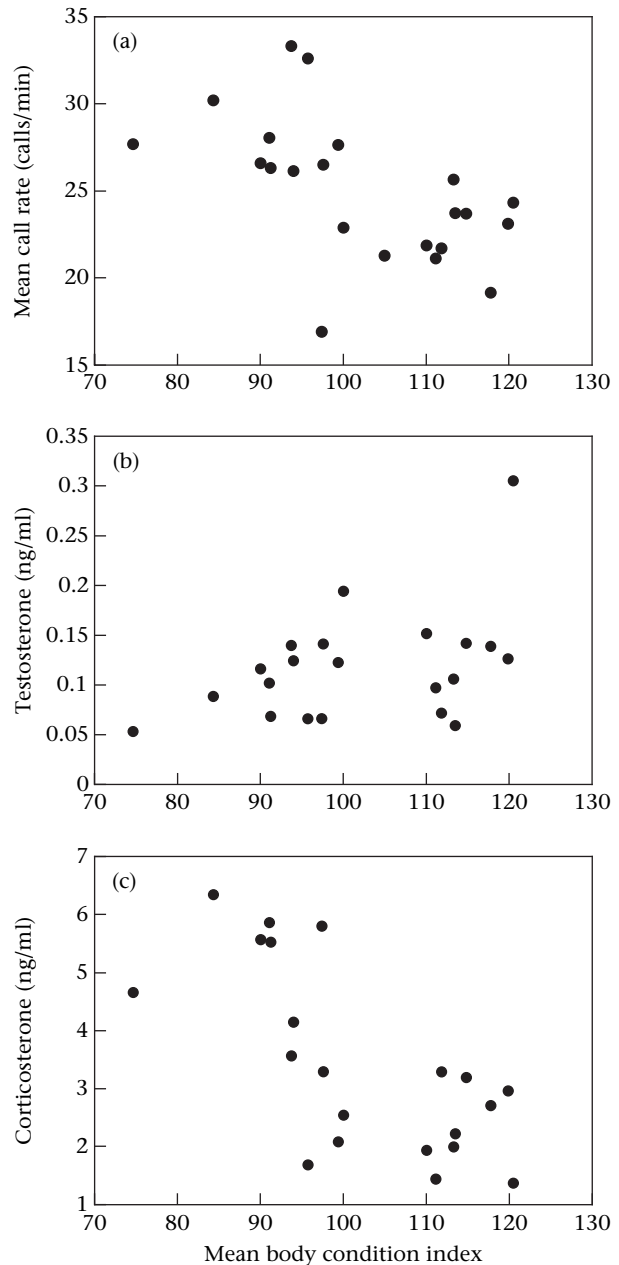 (a)
Mean call rate (calls/min)
35
30
25
20
15
70 80 90 100 110 120 130
(b)
Testosterone (ng/ml)
0.35
0.3
0.25
0.2
0.15
0.1
0.05
0
70 80 90 100 110 120 130
(c)
Corticosterone (ng/ml)
7
6
5
4
3
2
1
70 80 90 100 110 120 130
Mean body condition index